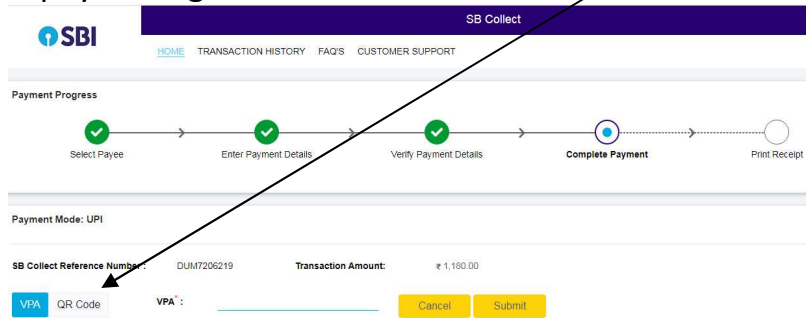 SB Collect
SBI
HOME TRANSACTION HISTORY FAQ'S CUSTOMER SUPPORT
Payment Progress
Select Payee Enter Payment Details Verify Payment Details Complete Payment Print Receipt
Payment Mode: UPI
SB Collect Reference Number : DUM7206219 Transaction Amount: ₹ 1,180.00
VPA QR Code VPA* : Cancel Submit